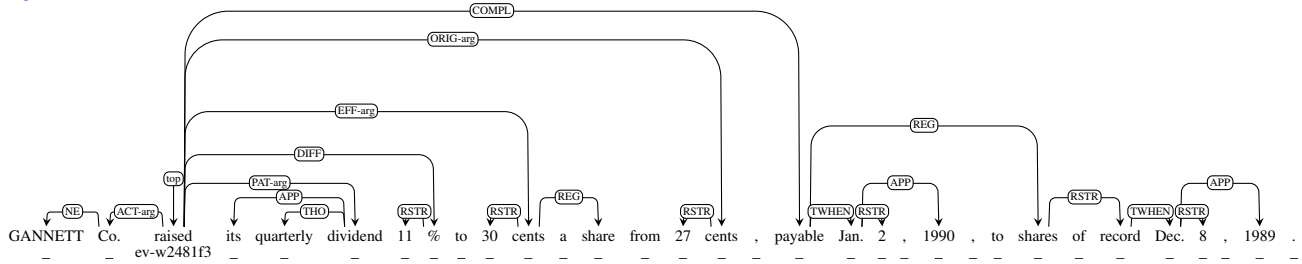 COMPL
ORIG-arg
EFF-arg
REG
DIFF
top PAT-arg APP APP APP
NE ACT-arg THO RSTR RSTR REG RSTR TWHEN RSTR RSTR TWHEN RSTR
GANNETT Co. raised its quarterly dividend 11 % to 30 cents a share from 27 cents , payable Jan. 2 , 1990 , to shares of record Dec. 8 , 1989 .
_ _ ev-w2481f3 _ _ _ _ _ _ _ _ _ _ _ _ _ _ _ _ _ _ _ _ _ _ _ _ _ _ _ _ _